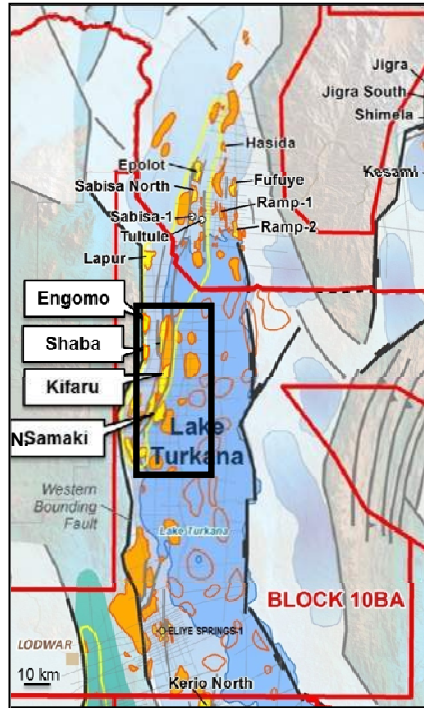 Jigra
Jigra South
Shimela
Hasida
Epolot
Kesami
Fufuye
Sabisa North
Ramp-1
Sabisa-1
Tultule
Ramp-2
Lapur
Engomo
Shaba
Kifaru
NSamaki
Lake
Turkana
Western
Bounding
Fault
Lake Turkana
BLOCK 10BA
ELIYE SPRINGS-1
LODWAR
10 km
Kerio North